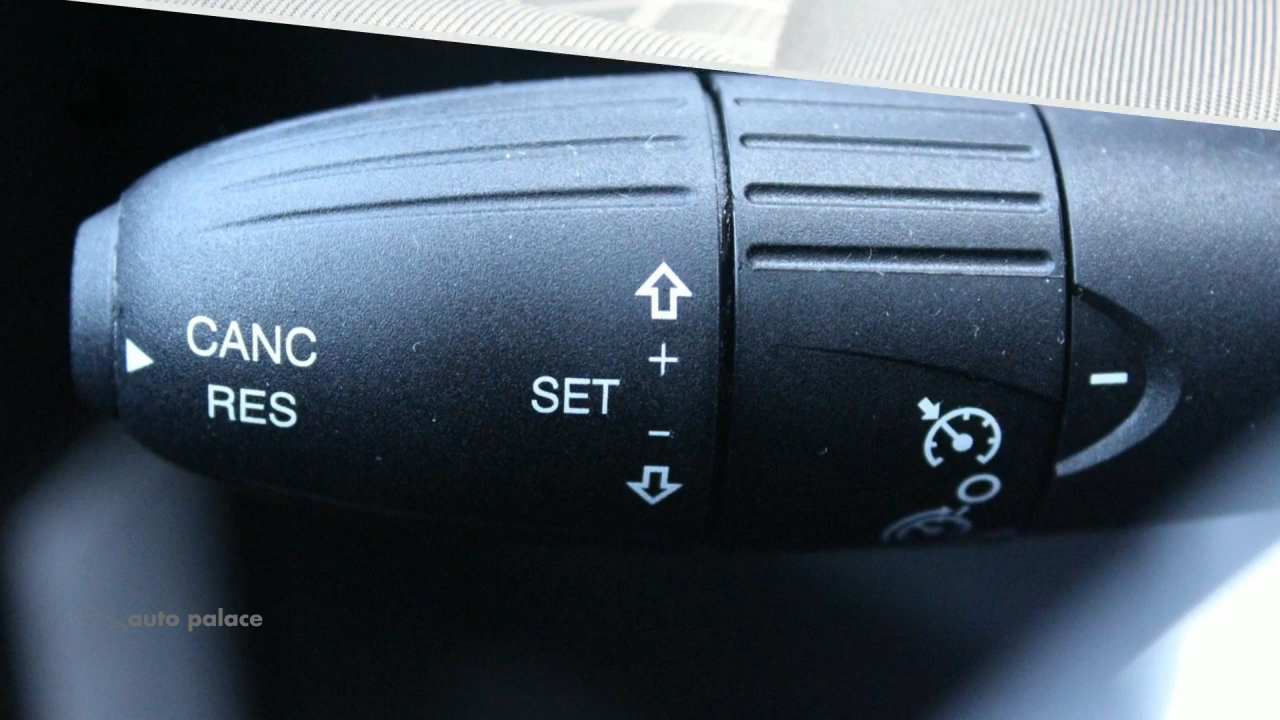 CANC
RES
SET
+
−
O
auto palace